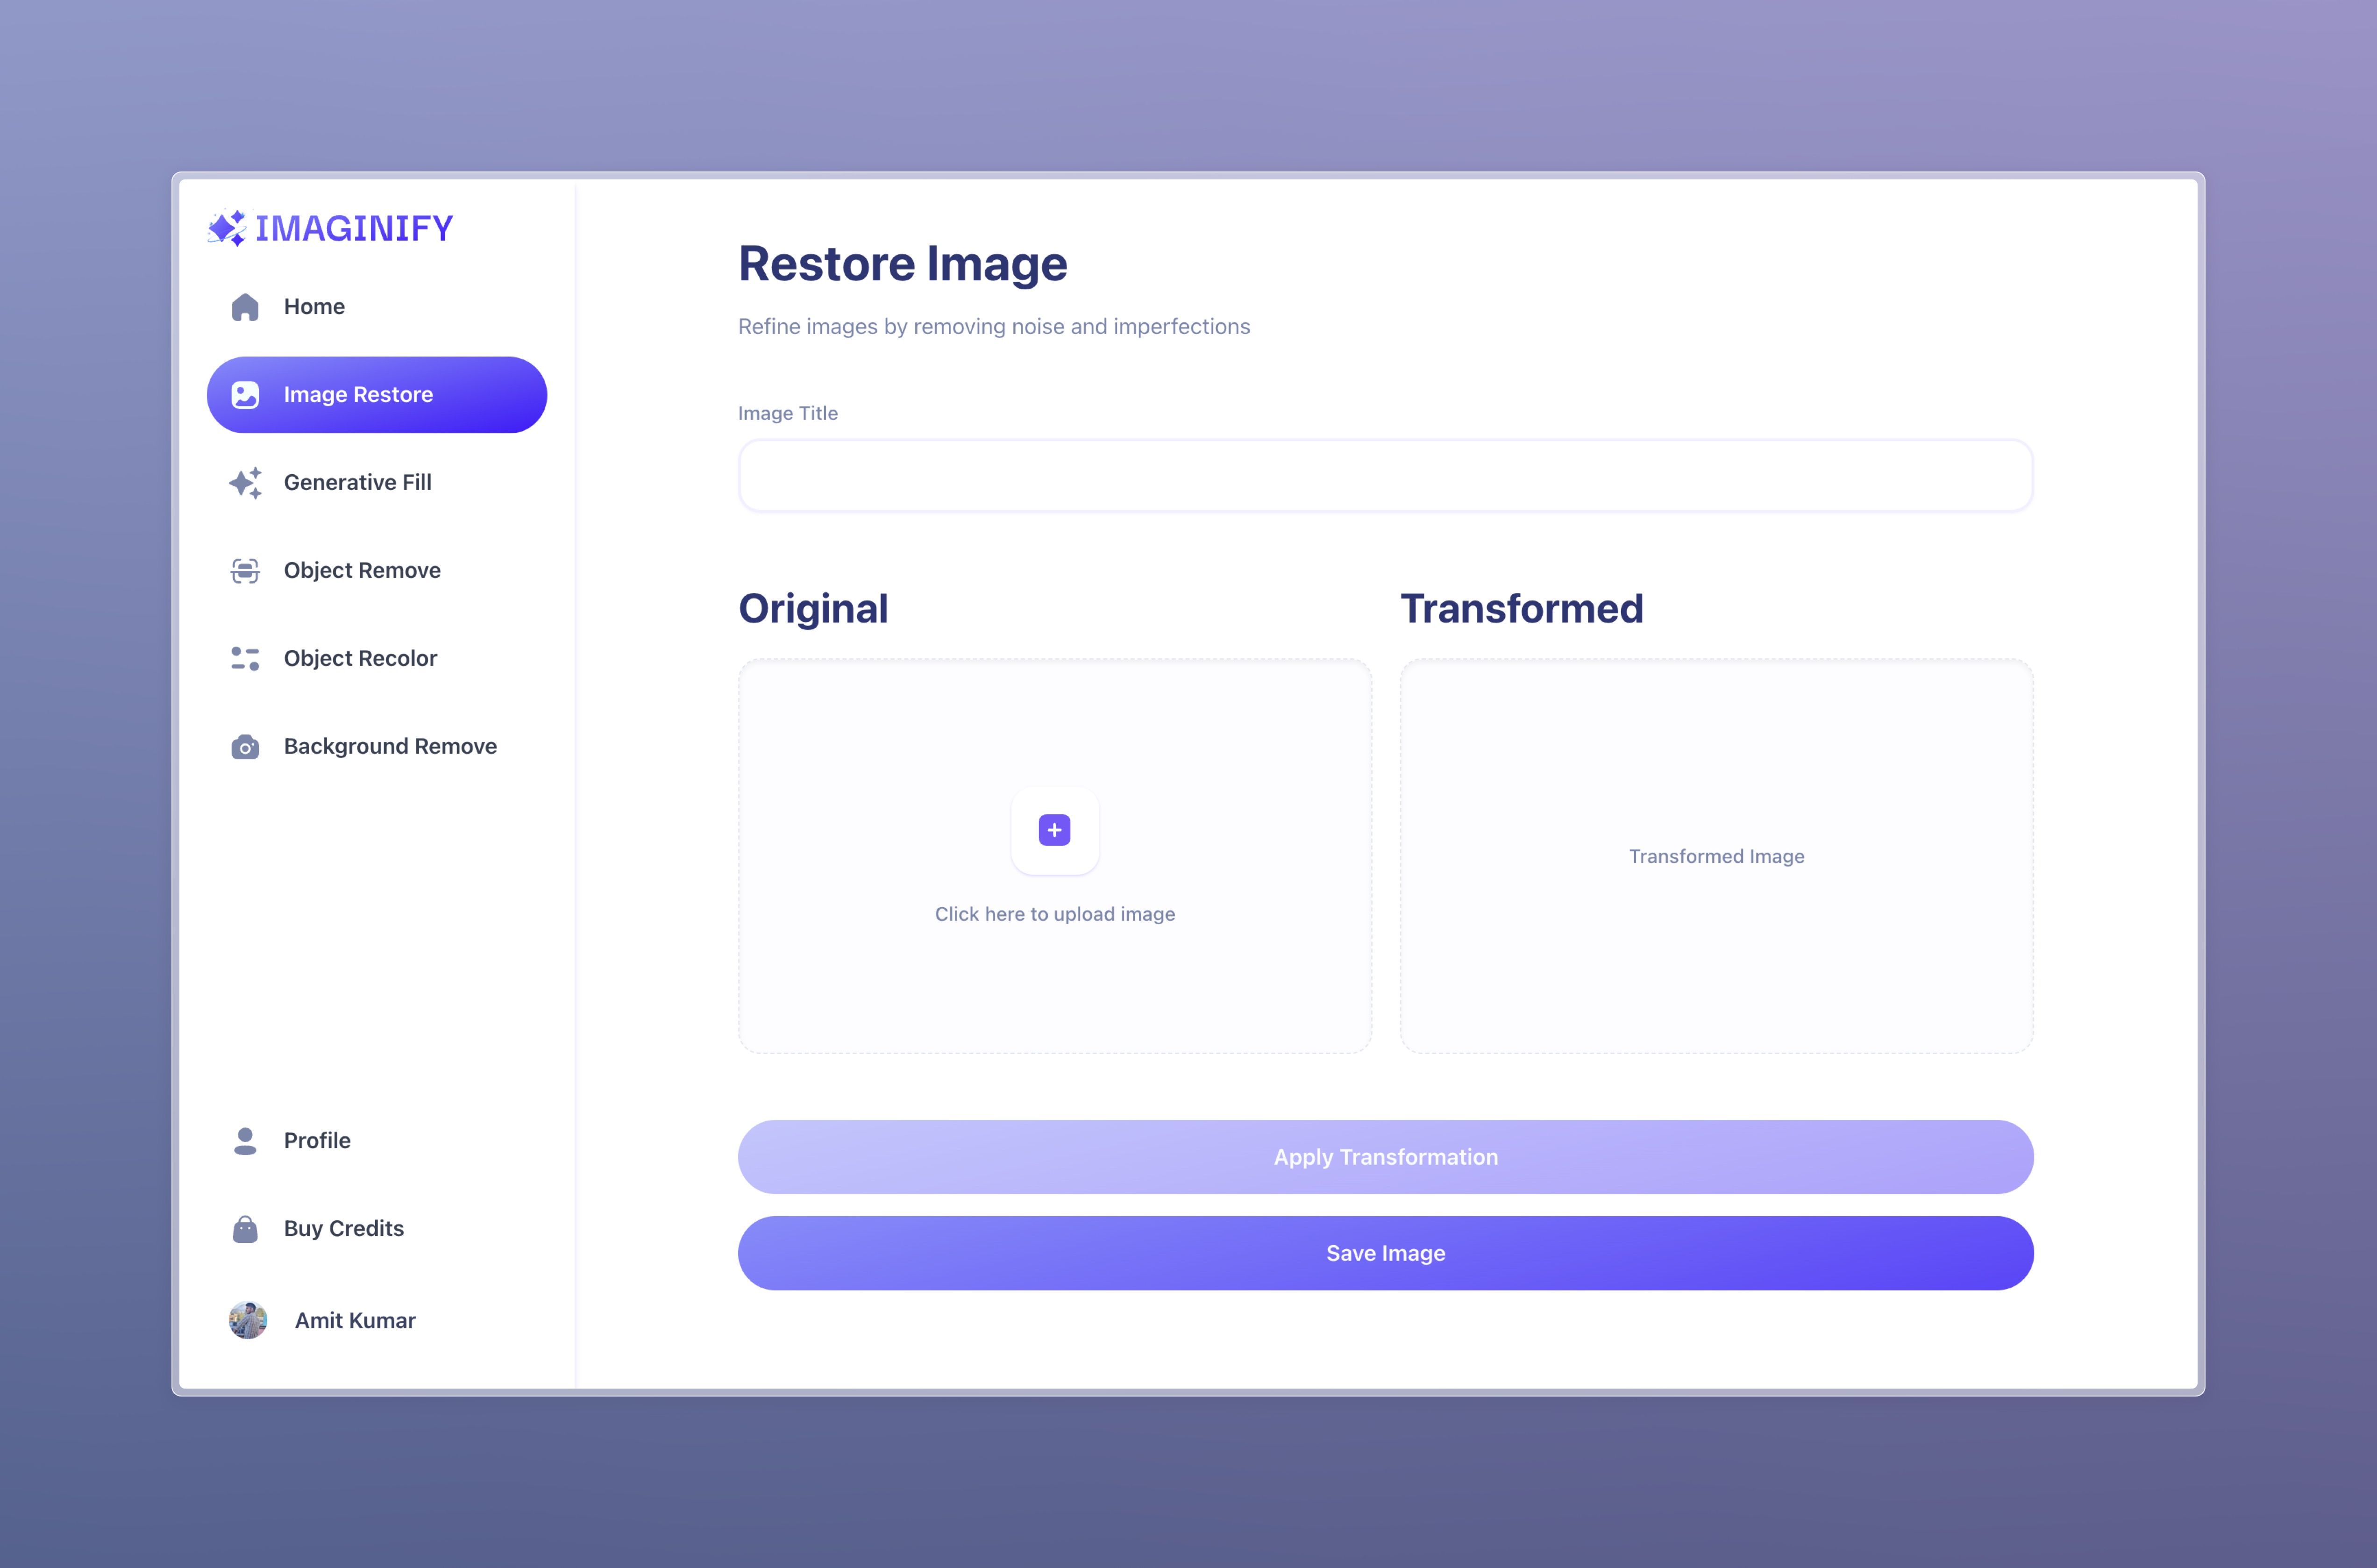 IMAGINIFY
Home
Image Restore
Generative Fill
Object Remove
Object Recolor
Background Remove
Profile
Buy Credits
Amit Kumar
Restore Image
Refine images by removing noise and imperfections
Image Title
Original
Transformed
Click here to upload image
Transformed Image
Apply Transformation
Save Image